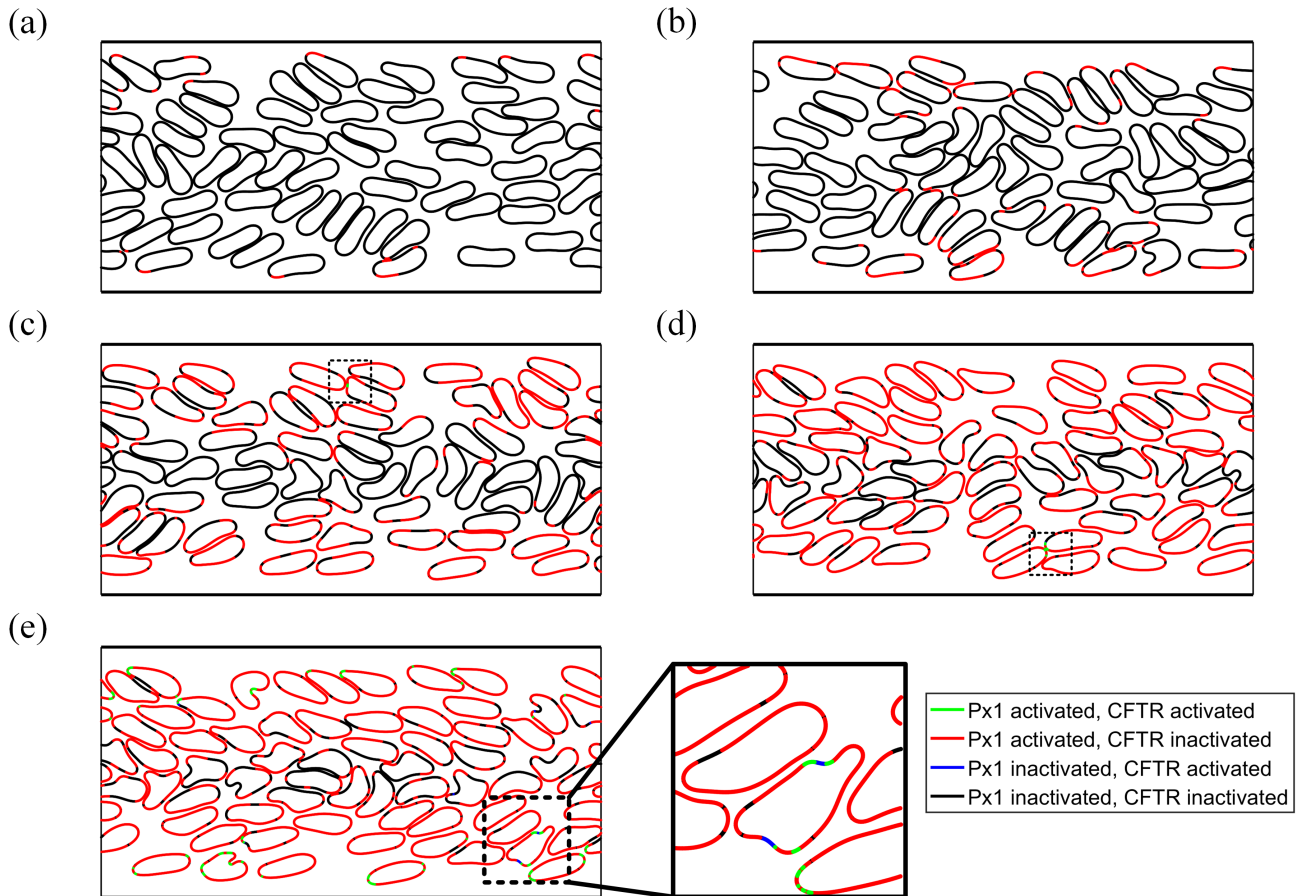 (a)
(b)
(c)
(d)
(e)
Px1 activated, CFTR activated
Px1 activated, CFTR inactivated
Px1 inactivated, CFTR activated
Px1 inactivated, CFTR inactivated